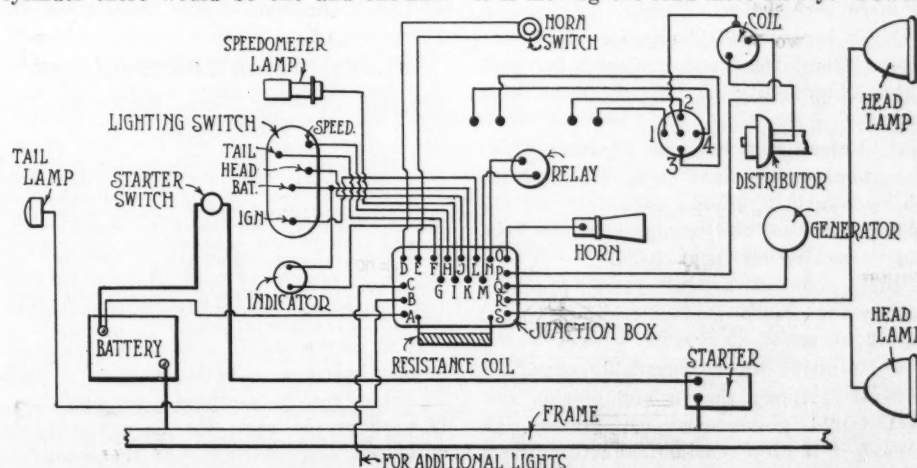 HORN
SWITCH
COIL
SPEEDOMETER
LAMP
HEAD
LAMP
LIGHTING SWITCH
SPEED.
TAIL
HEAD
BAT.
IGN
TAIL
LAMP
STARTER
SWITCH
1 2
3 4
RELAY
DISTRIBUTOR
GENERATOR
HORN
INDICATOR
D E F H J L N O
C G I K M P
B Q
A R
S
JUNCTION BOX
RESISTANCE COIL
BATTERY
HEAD
LAMP
STARTER
FRAME
FOR ADDITIONAL LIGHTS